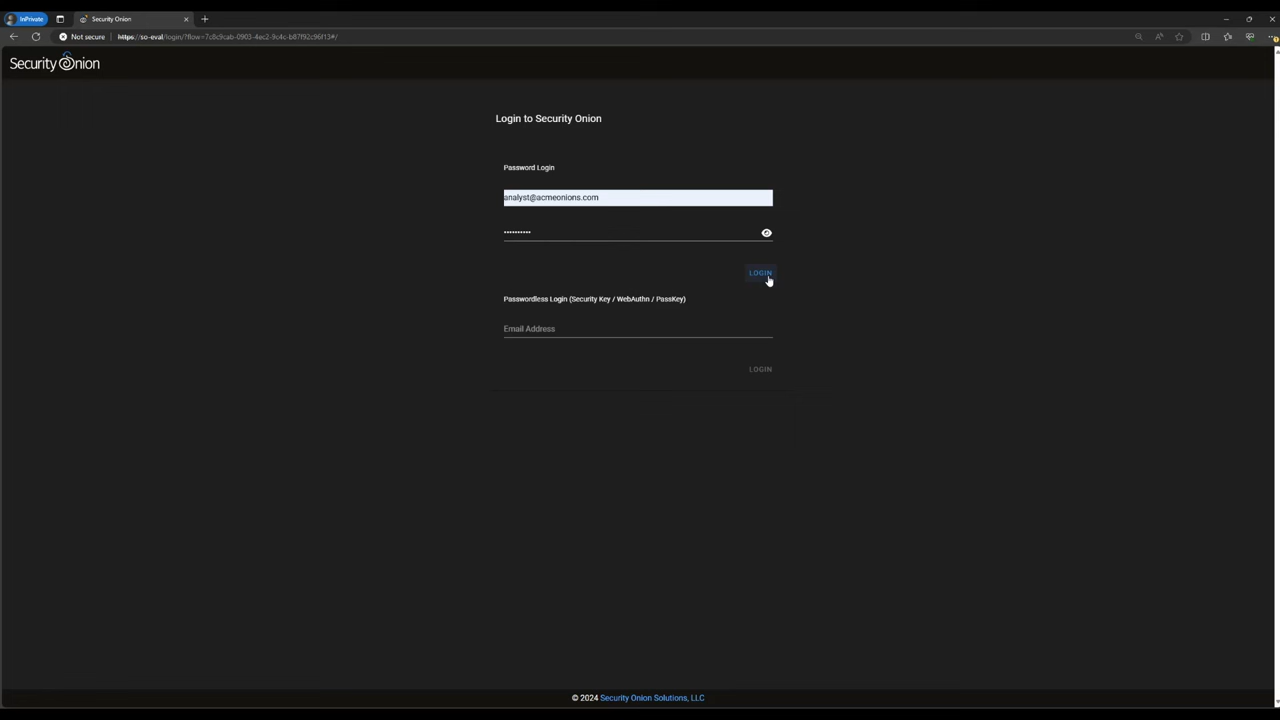 InPrivate
Security Onion
Not secure
https://so-eval/login/?flow=7c8c9cab-0903-4ec2-9c4c-b87f92c96f13#/
Security Onion
Login to Security Onion
Password Login
analyst@acmeonions.com
••••••••••
LOGIN
Passwordless Login (Security Key / WebAuthn / PassKey)
Email Address
LOGIN
© 2024 Security Onion Solutions, LLC